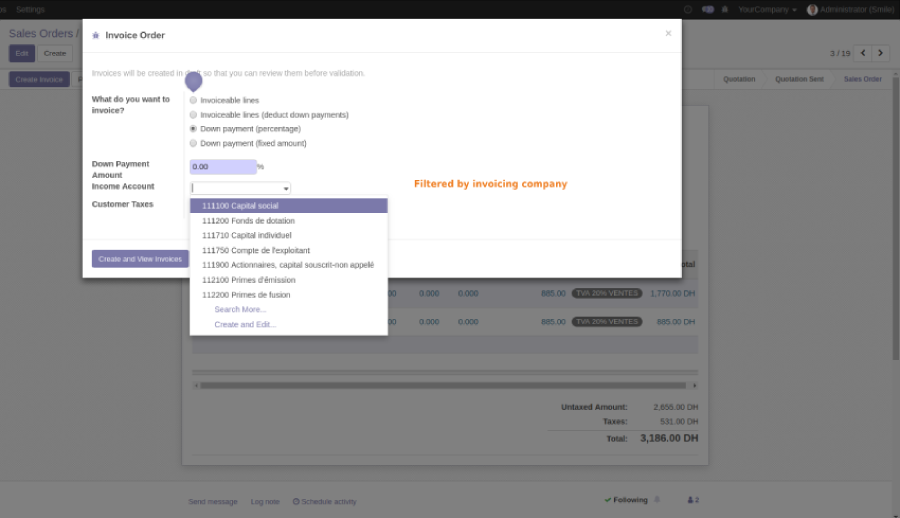 Settings
YourCompany
Administrator (Smile)
Sales Orders /
Edit
Create
3 / 19
Create Invoice
Quotation
Quotation Sent
Sales Order
Invoice Order
×
Invoices will be created in draft so that you can review them before validation.
What do you want to
invoice?
Invoiceable lines
Invoiceable lines (deduct down payments)
Down payment (percentage)
Down payment (fixed amount)
Down Payment
Amount
0.00
%
Income Account
Filtered by invoicing company
Customer Taxes
111100 Capital social
111200 Fonds de dotation
111710 Capital individuel
111750 Compte de l'exploitant
111900 Actionnaires, capital souscrit-non appelé
112100 Primes d'émission
112200 Primes de fusion
Search More...
Create and Edit...
Create and View Invoices
otal
00 0.000 0.000 885.00 TVA 20% VENTES 1,770.00 DH
00 0.000 0.000 885.00 TVA 20% VENTES 885.00 DH
Untaxed Amount: 2,655.00 DH
Taxes: 531.00 DH
Total: 3,186.00 DH
Send message
Log note
Schedule activity
Following
2